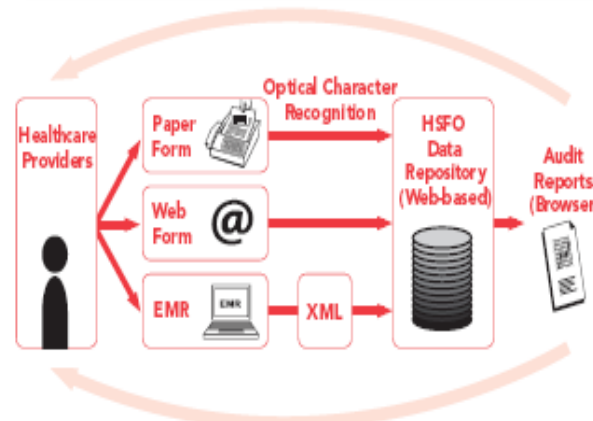 Healthcare
Providers
Paper
Form
Web
Form
@
EMR
EMR
Optical Character
Recognition
XML
HSFO
Data
Repository
(Web-based)
Audit
Reports
(Browser